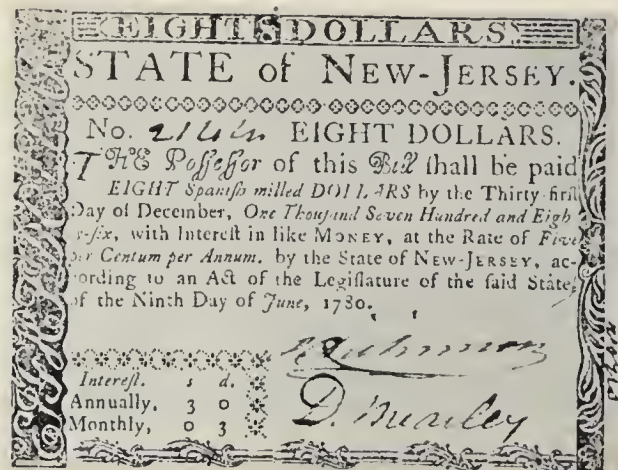 EIGHT DOLLARS
STATE of NEW-JERSEY.
No. EIGHT DOLLARS.
THE Poſſeſſor of this Bill ſhall be paid
EIGHT Spaniſh milled DOLLARS by the Thirty-firſt
Day of December, One Thouſand Seven Hundred and Eigh
ty-ſix, with Intereſt in like MONEY, at the Rate of Five
per Centum per Annum. by the State of NEW-JERSEY, ac-
cording to an Act of the Legiſlature of the ſaid State,
of the Ninth Day of June, 1780.
Intereſt. s d.
Annually, 3 0
Monthly, 0 3
D. Brearley